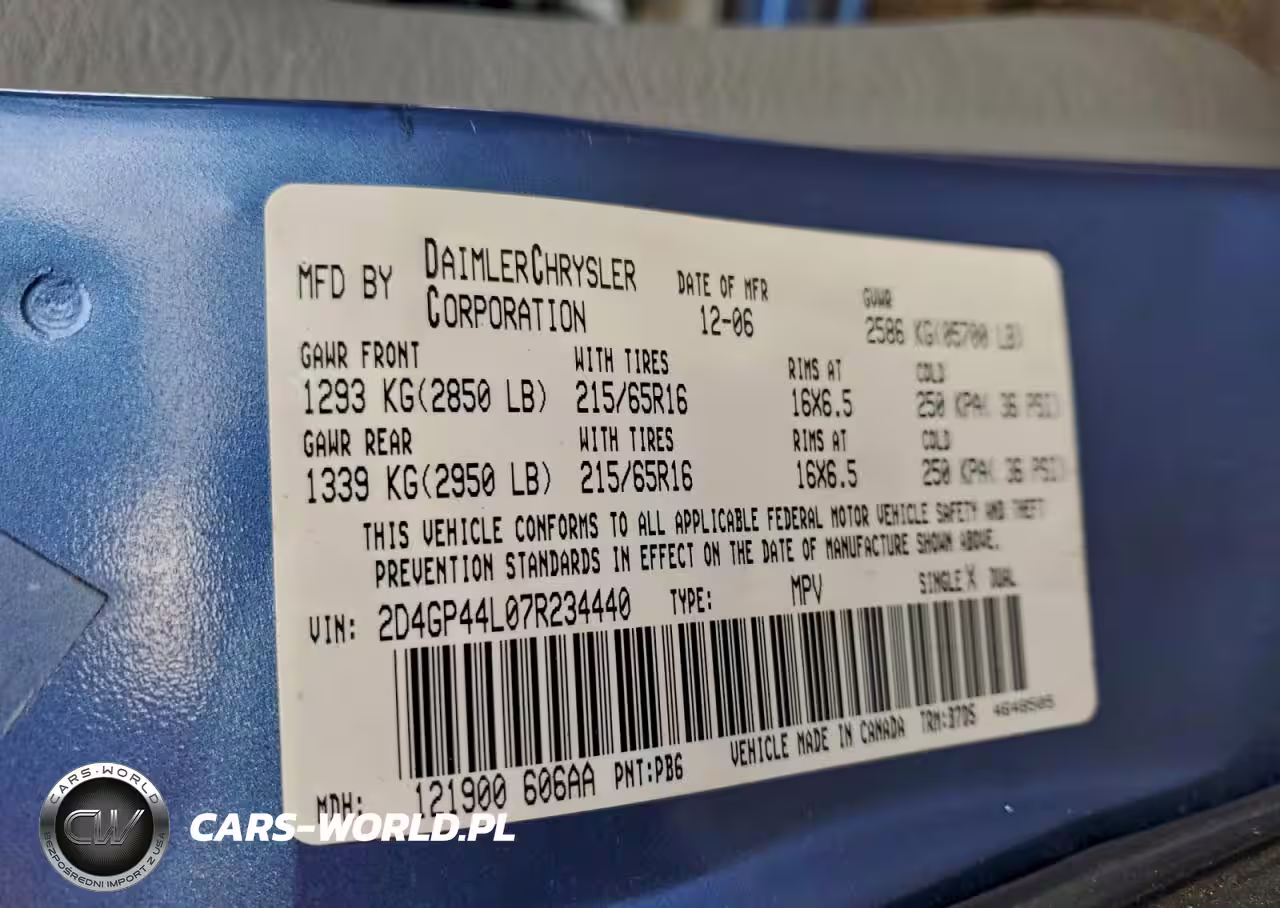 MFD BY DAIMLERCHRYSLER CORPORATION
DATE OF MFR 12-06
GVWR 2586 KG(05700 LB)
GAWR FRONT WITH TIRES RIMS AT COLD
1293 KG(2850 LB) 215/65R16 16X6.5 250 KPA( 36 PSI)
GAWR REAR WITH TIRES RIMS AT COLD
1339 KG(2950 LB) 215/65R16 16X6.5 250 KPA( 36 PSI)
THIS VEHICLE CONFORMS TO ALL APPLICABLE FEDERAL MOTOR VEHICLE SAFETY AND THEFT
PREVENTION STANDARDS IN EFFECT ON THE DATE OF MANUFACTURE SHOWN ABOVE.
VIN: 2D4GP44L07R234440 TYPE: MPV SINGLE X DUAL
MDH: 121900 606AA PNT:PB6 VEHICLE MADE IN CANADA
CARS-WORLD
CW
BEZPOŚREDNI IMPORT Z USA
CARS-WORLD.PL